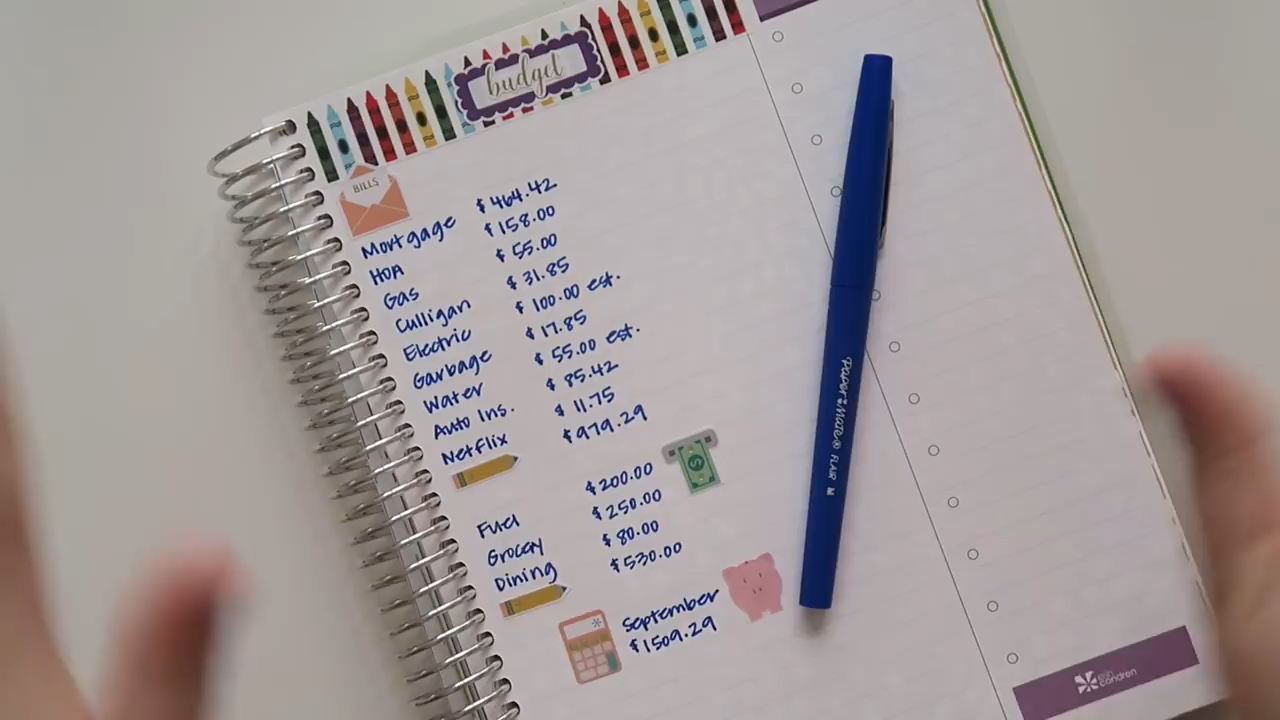 budget
BILLS
Mortgage $464.42
HOA $158.00
Gas $55.00
Culligan $31.85
Electric $100.00 est.
Garbage $17.85
Water $55.00 est.
Auto Ins. $85.42
Netflix $11.75
$979.29
Fuel $200.00
Grocery $250.00
Dining $80.00
$530.00
September
$1509.29
Paper Mate® FLAIR M
erin condren